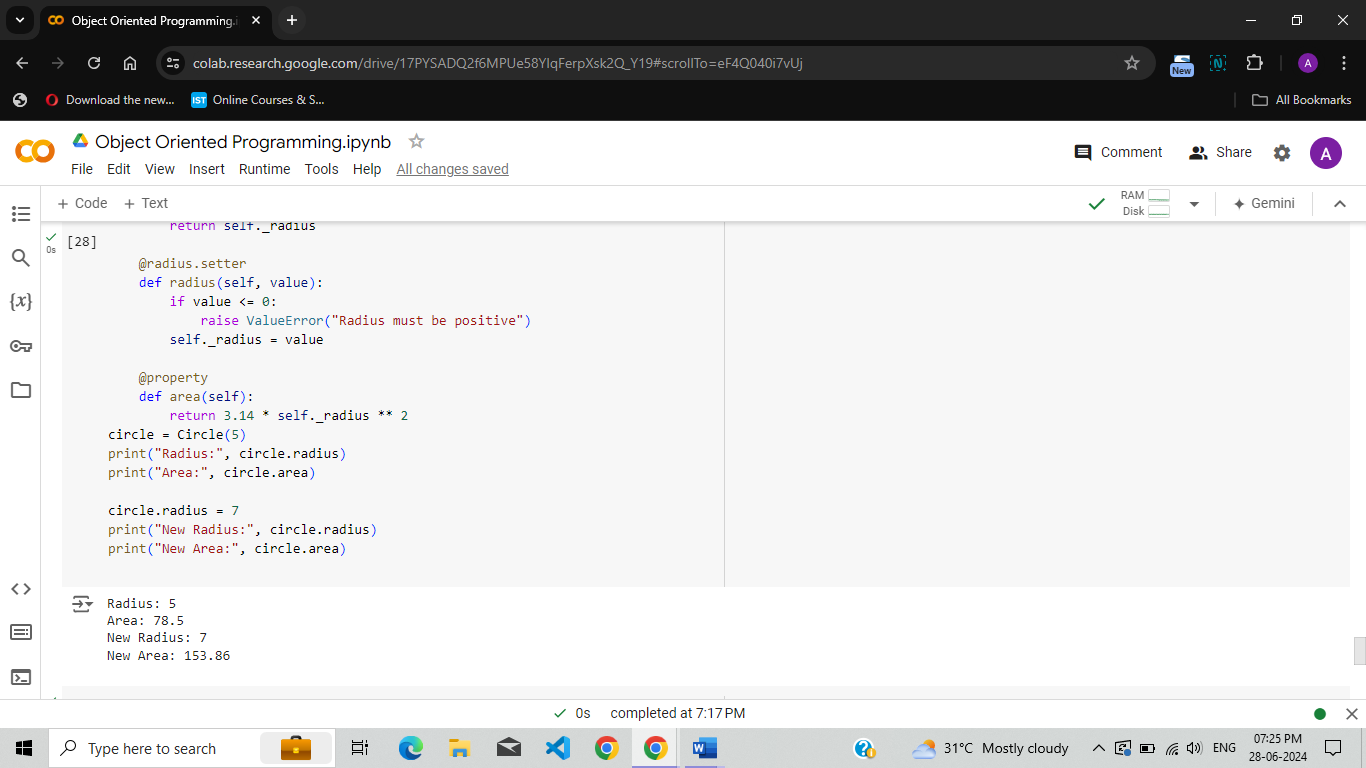 Object Oriented Programming.i
colab.research.google.com/drive/17PYSADQ2f6MPUe58YIqFerpXsk2Q_Y19#scrollTo=eF4Q040i7vUj
New
N
A
Download the new...
IST
Online Courses & S...
All Bookmarks
Object Oriented Programming.ipynb
File Edit View Insert Runtime Tools Help All changes saved
Comment
Share
A
+ Code + Text
RAM
Disk
Gemini
return self._radius
[28]
0s
@radius.setter
def radius(self, value):
if value <= 0:
raise ValueError("Radius must be positive")
self._radius = value
@property
def area(self):
return 3.14 * self._radius ** 2
circle = Circle(5)
print("Radius:", circle.radius)
print("Area:", circle.area)
circle.radius = 7
print("New Radius:", circle.radius)
print("New Area:", circle.area)
{x}
Radius: 5
Area: 78.5
New Radius: 7
New Area: 153.86
0s completed at 7:17 PM
Type here to search
31°C Mostly cloudy
ENG
07:25 PM
28-06-2024